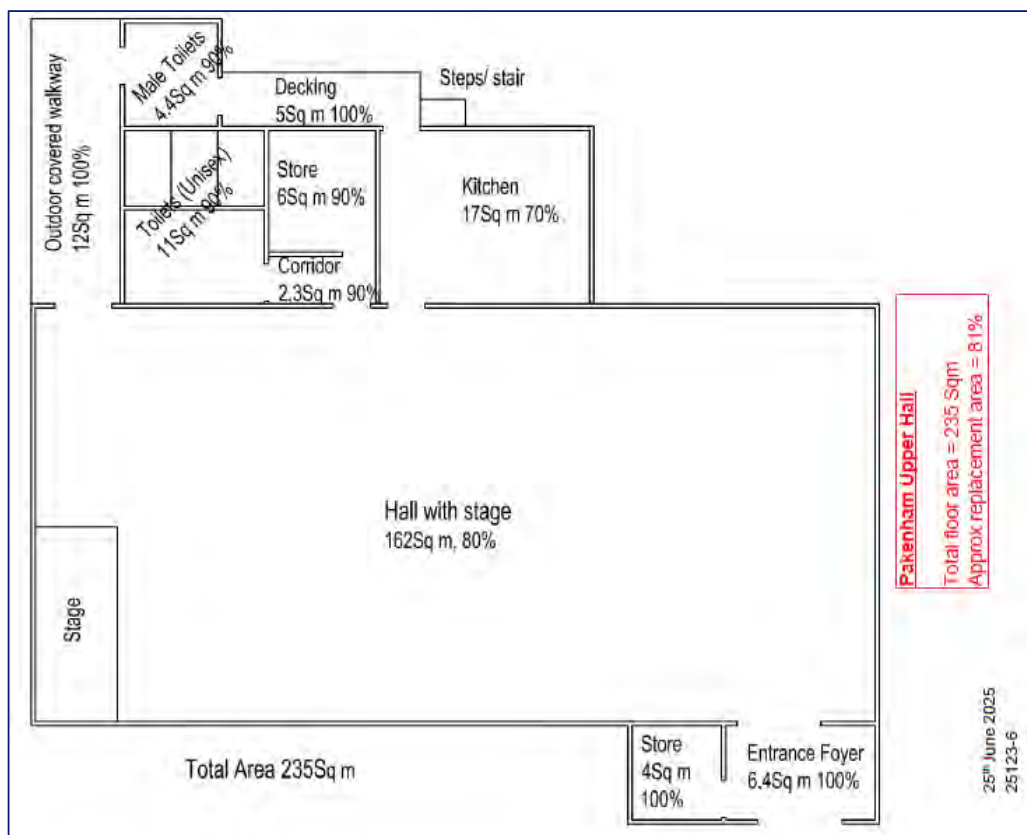 Outdoor covered walkway
12Sq m 100%
Male Toilets
4.4Sq m 90%
Decking
5Sq m 100%
Steps/ stair
Toilets (Unisex)
11Sq m 90%
Store
6Sq m 90%
Kitchen
17Sq m 70%
Corridor
2.3Sq m 90%
Hall with stage
162Sq m, 80%
Stage
Pakenham Upper Hall
Total floor area = 235 Sqm
Approx replacement area = 81%
Total Area 235Sq m
Store
4Sq m
100%
Entrance Foyer
6.4Sq m 100%
25th June 2025
25123-6